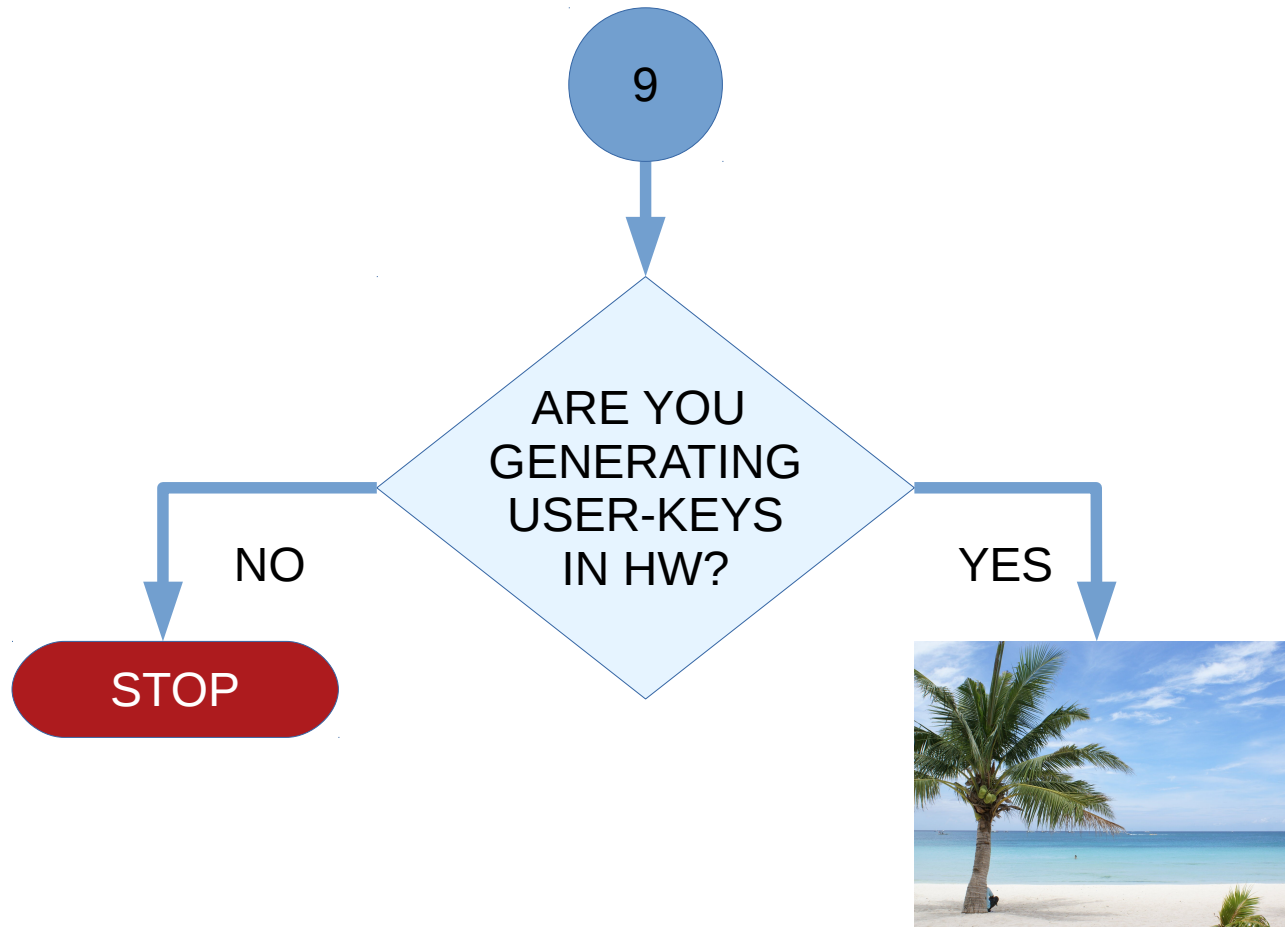 9
ARE YOU
GENERATING
USER-KEYS
IN HW?
NO
YES
STOP